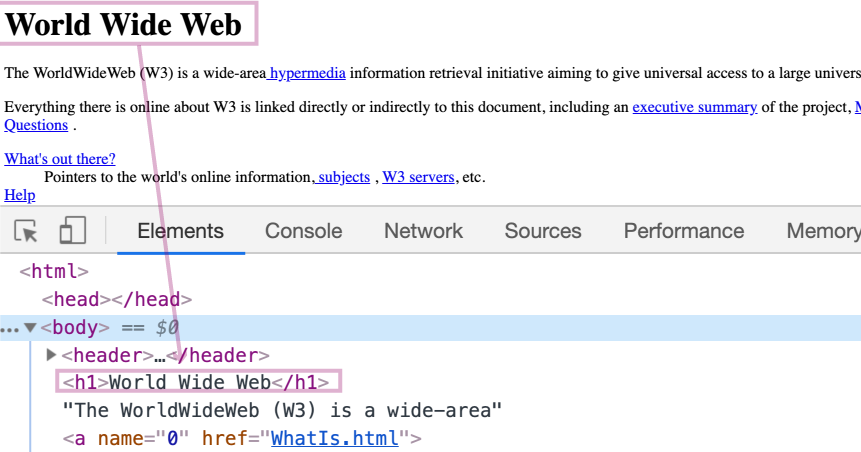 World Wide Web
The WorldWideWeb (W3) is a wide-area hypermedia information retrieval initiative aiming to give universal access to a large
Everything there is online about W3 is linked directly or indirectly to this document, including an executive summary of the project,
Questions .
What's out there?
Pointers to the world's online information, subjects , W3 servers, etc.
Help
Elements Console Network Sources Performance Memory
<html>
<head></head>
… ▼ <body> == $0
▶ <header>…</header>
<h1>World Wide Web</h1>
"The WorldWideWeb (W3) is a wide-area"
<a name="0" href="WhatIs.html">